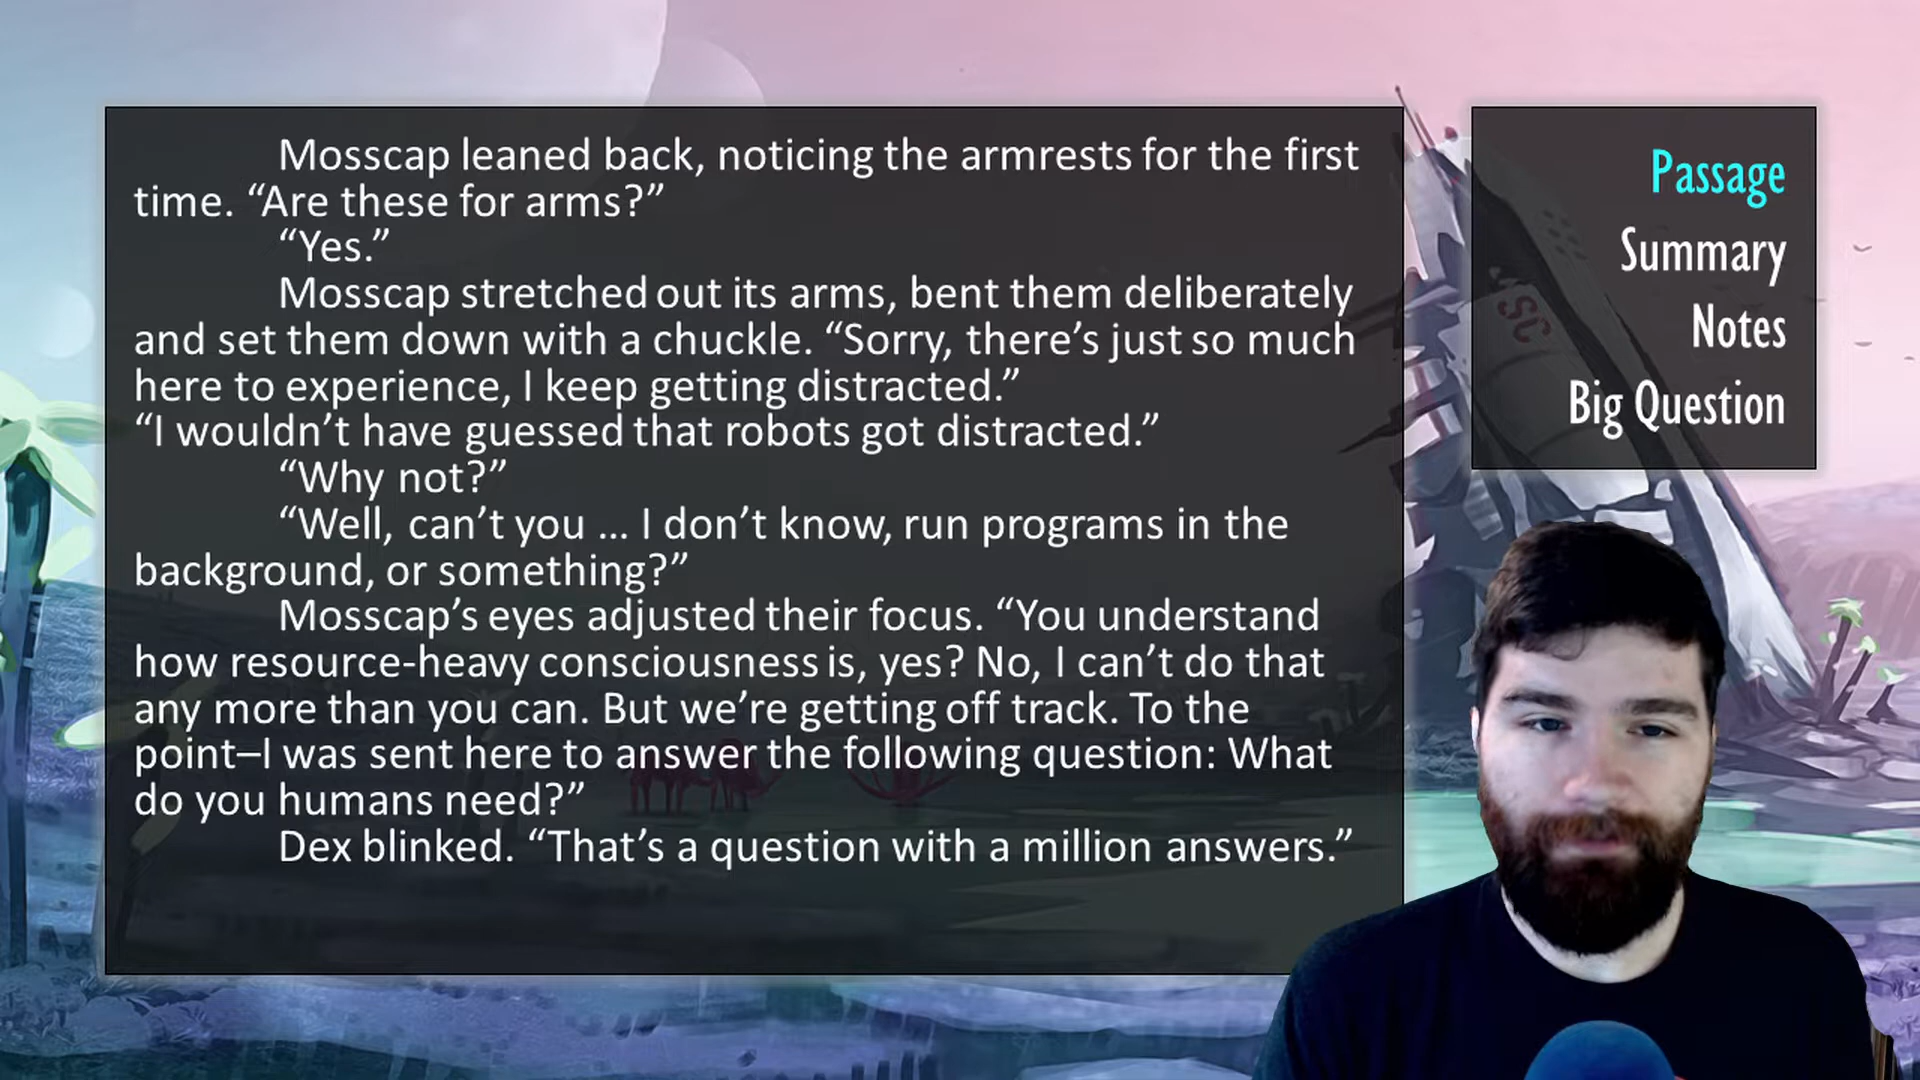 Mosscap leaned back, noticing the armrests for the first
time. “Are these for arms?”
“Yes.”
Mosscap stretched out its arms, bent them deliberately
and set them down with a chuckle. “Sorry, there’s just so much
here to experience, I keep getting distracted.”
“I wouldn’t have guessed that robots got distracted.”
“Why not?”
“Well, can’t you … I don’t know, run programs in the
background, or something?”
Mosscap’s eyes adjusted their focus. “You understand
how resource-heavy consciousness is, yes? No, I can’t do that
any more than you can. But we’re getting off track. To the
point–I was sent here to answer the following question: What
do you humans need?”
Dex blinked. “That’s a question with a million answers.”
Passage
Summary
Notes
Big Question
SC